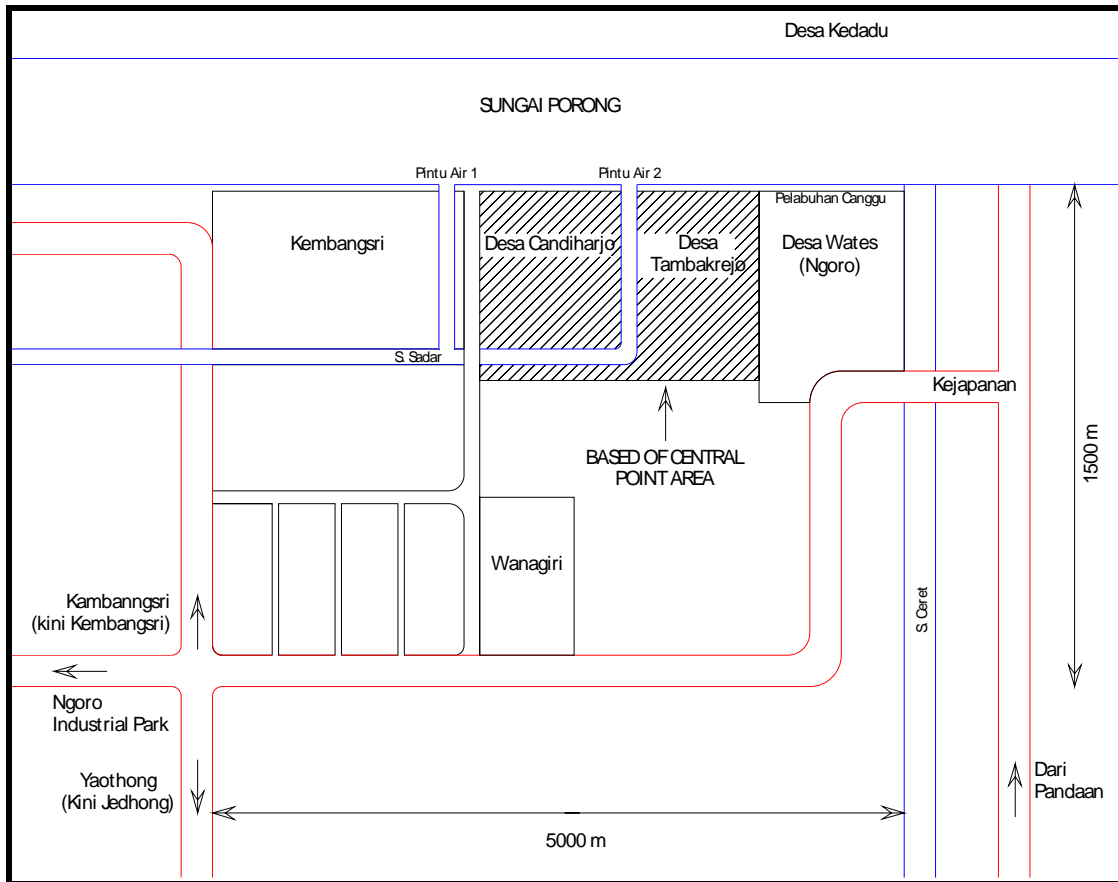 Desa Kedadu
SUNGAI PORONG
Pintu Air 1
Pintu Air 2
Pelabuhan Canggu
Kembangsri
Desa Candiharjo
Desa
Tambakrejo
Desa Wates
(Ngoro)
S. Sadar
Kejapanan
BASED OF CENTRAL
POINT AREA
1500 m
Wanagiri
S. Ceret
Kambanngsri
(kini Kembangsri)
Ngoro
Industrial Park
Yaothong
(Kini Jedhong)
Dari
Pandaan
5000 m